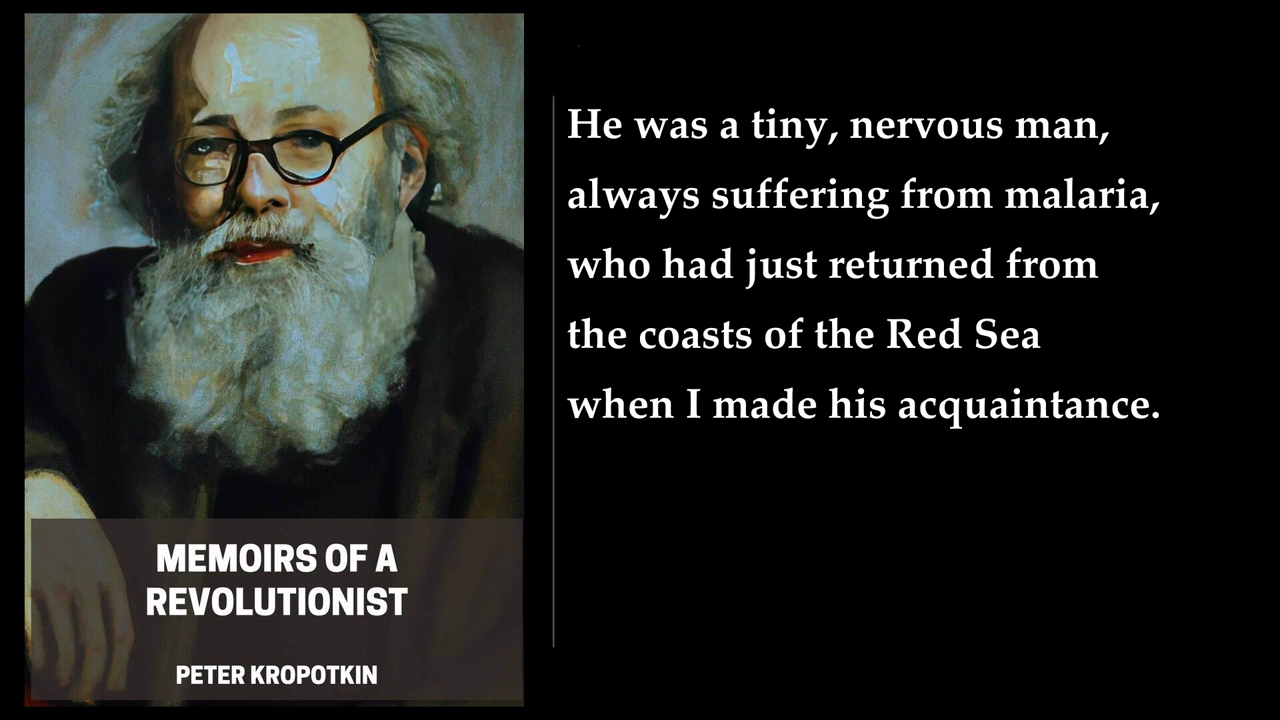 He was a tiny, nervous man,
always suffering from malaria,
who had just returned from
the coasts of the Red Sea
when I made his acquaintance.
MEMOIRS OF A
REVOLUTIONIST
PETER KROPOTKIN